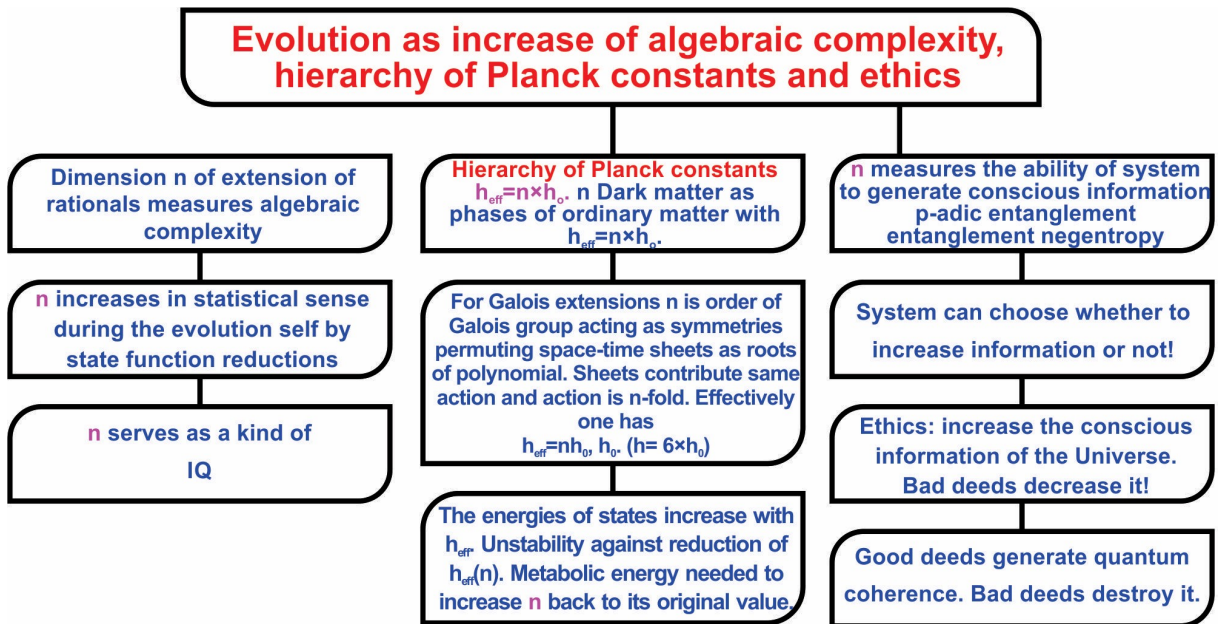 Evolution as increase of algebraic complexity,
hierarchy of Planck constants and ethics
Dimension n of extension of
rationals measures algebraic
complexity
n increases in statistical sense
during the evolution self by
state function reductions
n serves as a kind of
IQ
Hierarchy of Planck constants
heff=n×ho. n Dark matter as
phases of ordinary matter with
heff=n×ho.
For Galois extensions n is order of
Galois group acting as symmetries
permuting space-time sheets as roots
of polynomial. Sheets contribute same
action and action is n-fold. Effectively
one has
heff=nh0, h0. (h= 6×h0)
The energies of states increase with
heff. Unstability against reduction of
heff(n). Metabolic energy needed to
increase n back to its original value.
n measures the ability of system
to generate conscious information
p-adic entanglement
entanglement negentropy
System can choose whether to
increase information or not!
Ethics: increase the conscious
information of the Universe.
Bad deeds decrease it!
Good deeds generate quantum
coherence. Bad deeds destroy it.